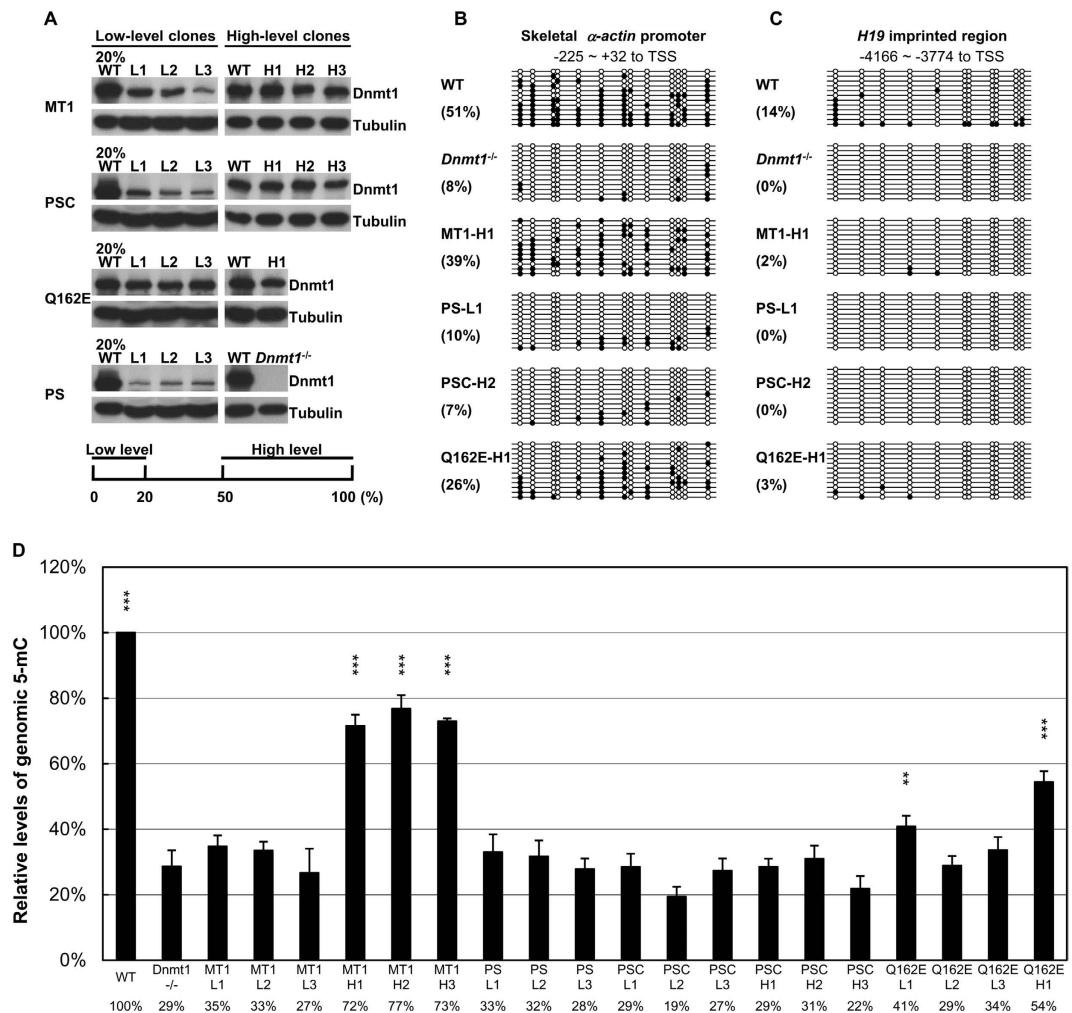 A
Low-level clones High-level clones
20%
WT L1 L2 L3 WT H1 H2 H3
MT1
Dnmt1
Tubulin
20%
WT L1 L2 L3 WT H1 H2 H3
PSC
Dnmt1
Tubulin
20%
WT L1 L2 L3 WT H1
Q162E
Dnmt1
Tubulin
20%
WT L1 L2 L3 WT Dnmt1-/-
PS
Dnmt1
Tubulin
Low level High level
0 20 50 100 (%)
B
Skeletal α-actin promoter
-225 ~ +32 to TSS
WT
(51%)
Dnmt1-/-
(8%)
MT1-H1
(39%)
PS-L1
(10%)
PSC-H2
(7%)
Q162E-H1
(26%)
C
H19 imprinted region
-4166 ~ -3774 to TSS
WT
(14%)
Dnmt1-/-
(0%)
MT1-H1
(2%)
PS-L1
(0%)
PSC-H2
(0%)
Q162E-H1
(3%)
D
Relative levels of genomic 5-mC
120%
100%
80%
60%
40%
20%
0%
*** *** *** *** ** ***
WT Dnmt1 MT1 MT1 MT1 MT1 MT1 MT1 PS PS PS PSC PSC PSC PSC PSC PSC Q162E Q162E Q162E Q162E
-/- L1 L2 L3 H1 H2 H3 L1 L2 L3 L1 L2 L3 H1 H2 H3 L1 L2 L3 H1
100% 29% 35% 33% 27% 72% 77% 73% 33% 32% 28% 29% 19% 27% 29% 31% 22% 41% 29% 34% 54%